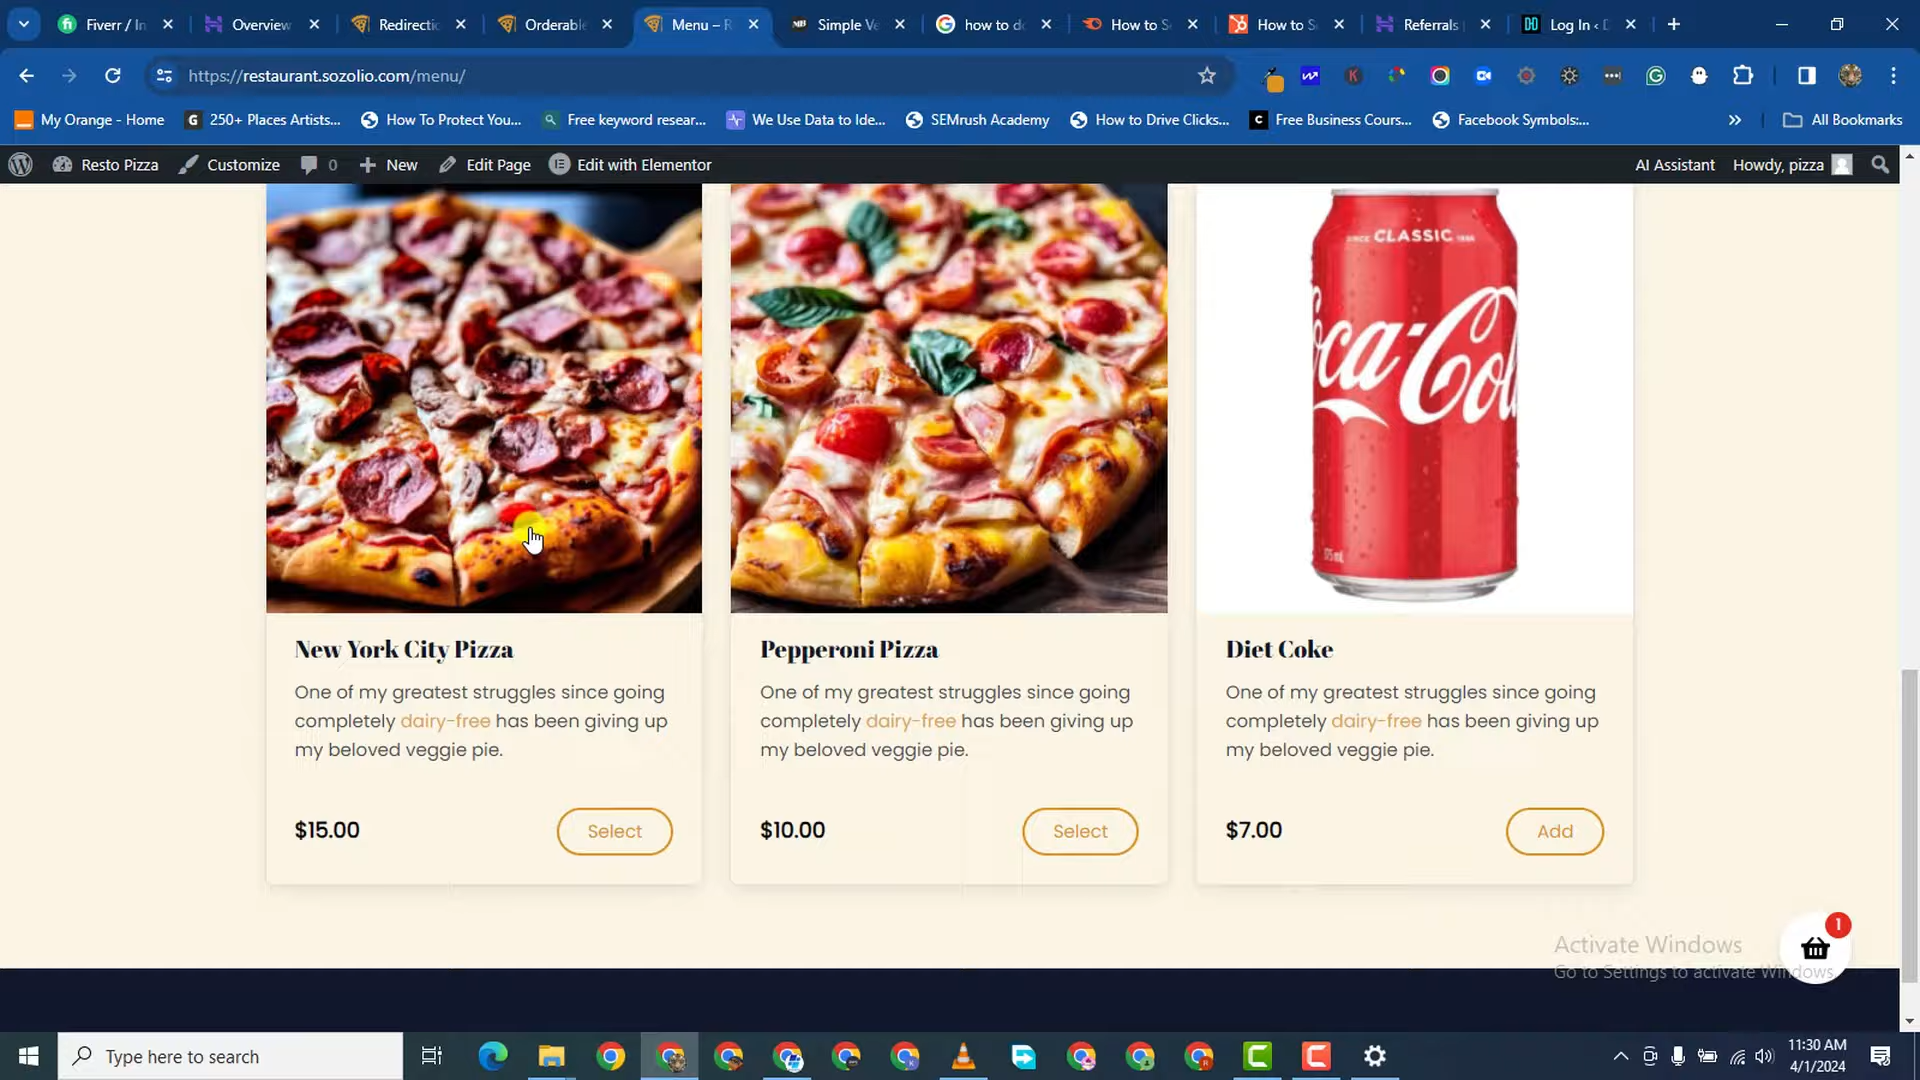 Fiverr / In
Overview
Redirectio
Orderable
Menu – R
Simple Ve
how to do
How to Se
How to Se
Referrals
Log In ‹ D
https://restaurant.sozolio.com/menu/
My Orange - Home
250+ Places Artists...
How To Protect You...
Free keyword resear...
We Use Data to Ide...
SEMrush Academy
How to Drive Clicks...
Free Business Cours...
Facebook Symbols:...
All Bookmarks
Resto Pizza
Customize
0
New
Edit Page
Edit with Elementor
AI Assistant
Howdy, pizza
SINCE CLASSIC 1886
Coca-Cola
New York City Pizza
Pepperoni Pizza
Diet Coke
One of my greatest struggles since going
completely dairy-free has been giving up
my beloved veggie pie.
One of my greatest struggles since going
completely dairy-free has been giving up
my beloved veggie pie.
One of my greatest struggles since going
completely dairy-free has been giving up
my beloved veggie pie.
$15.00
Select
$10.00
Select
$7.00
Add
1
Activate Windows
Go to Settings to activate Windows.
Type here to search
11:30 AM
4/1/2024